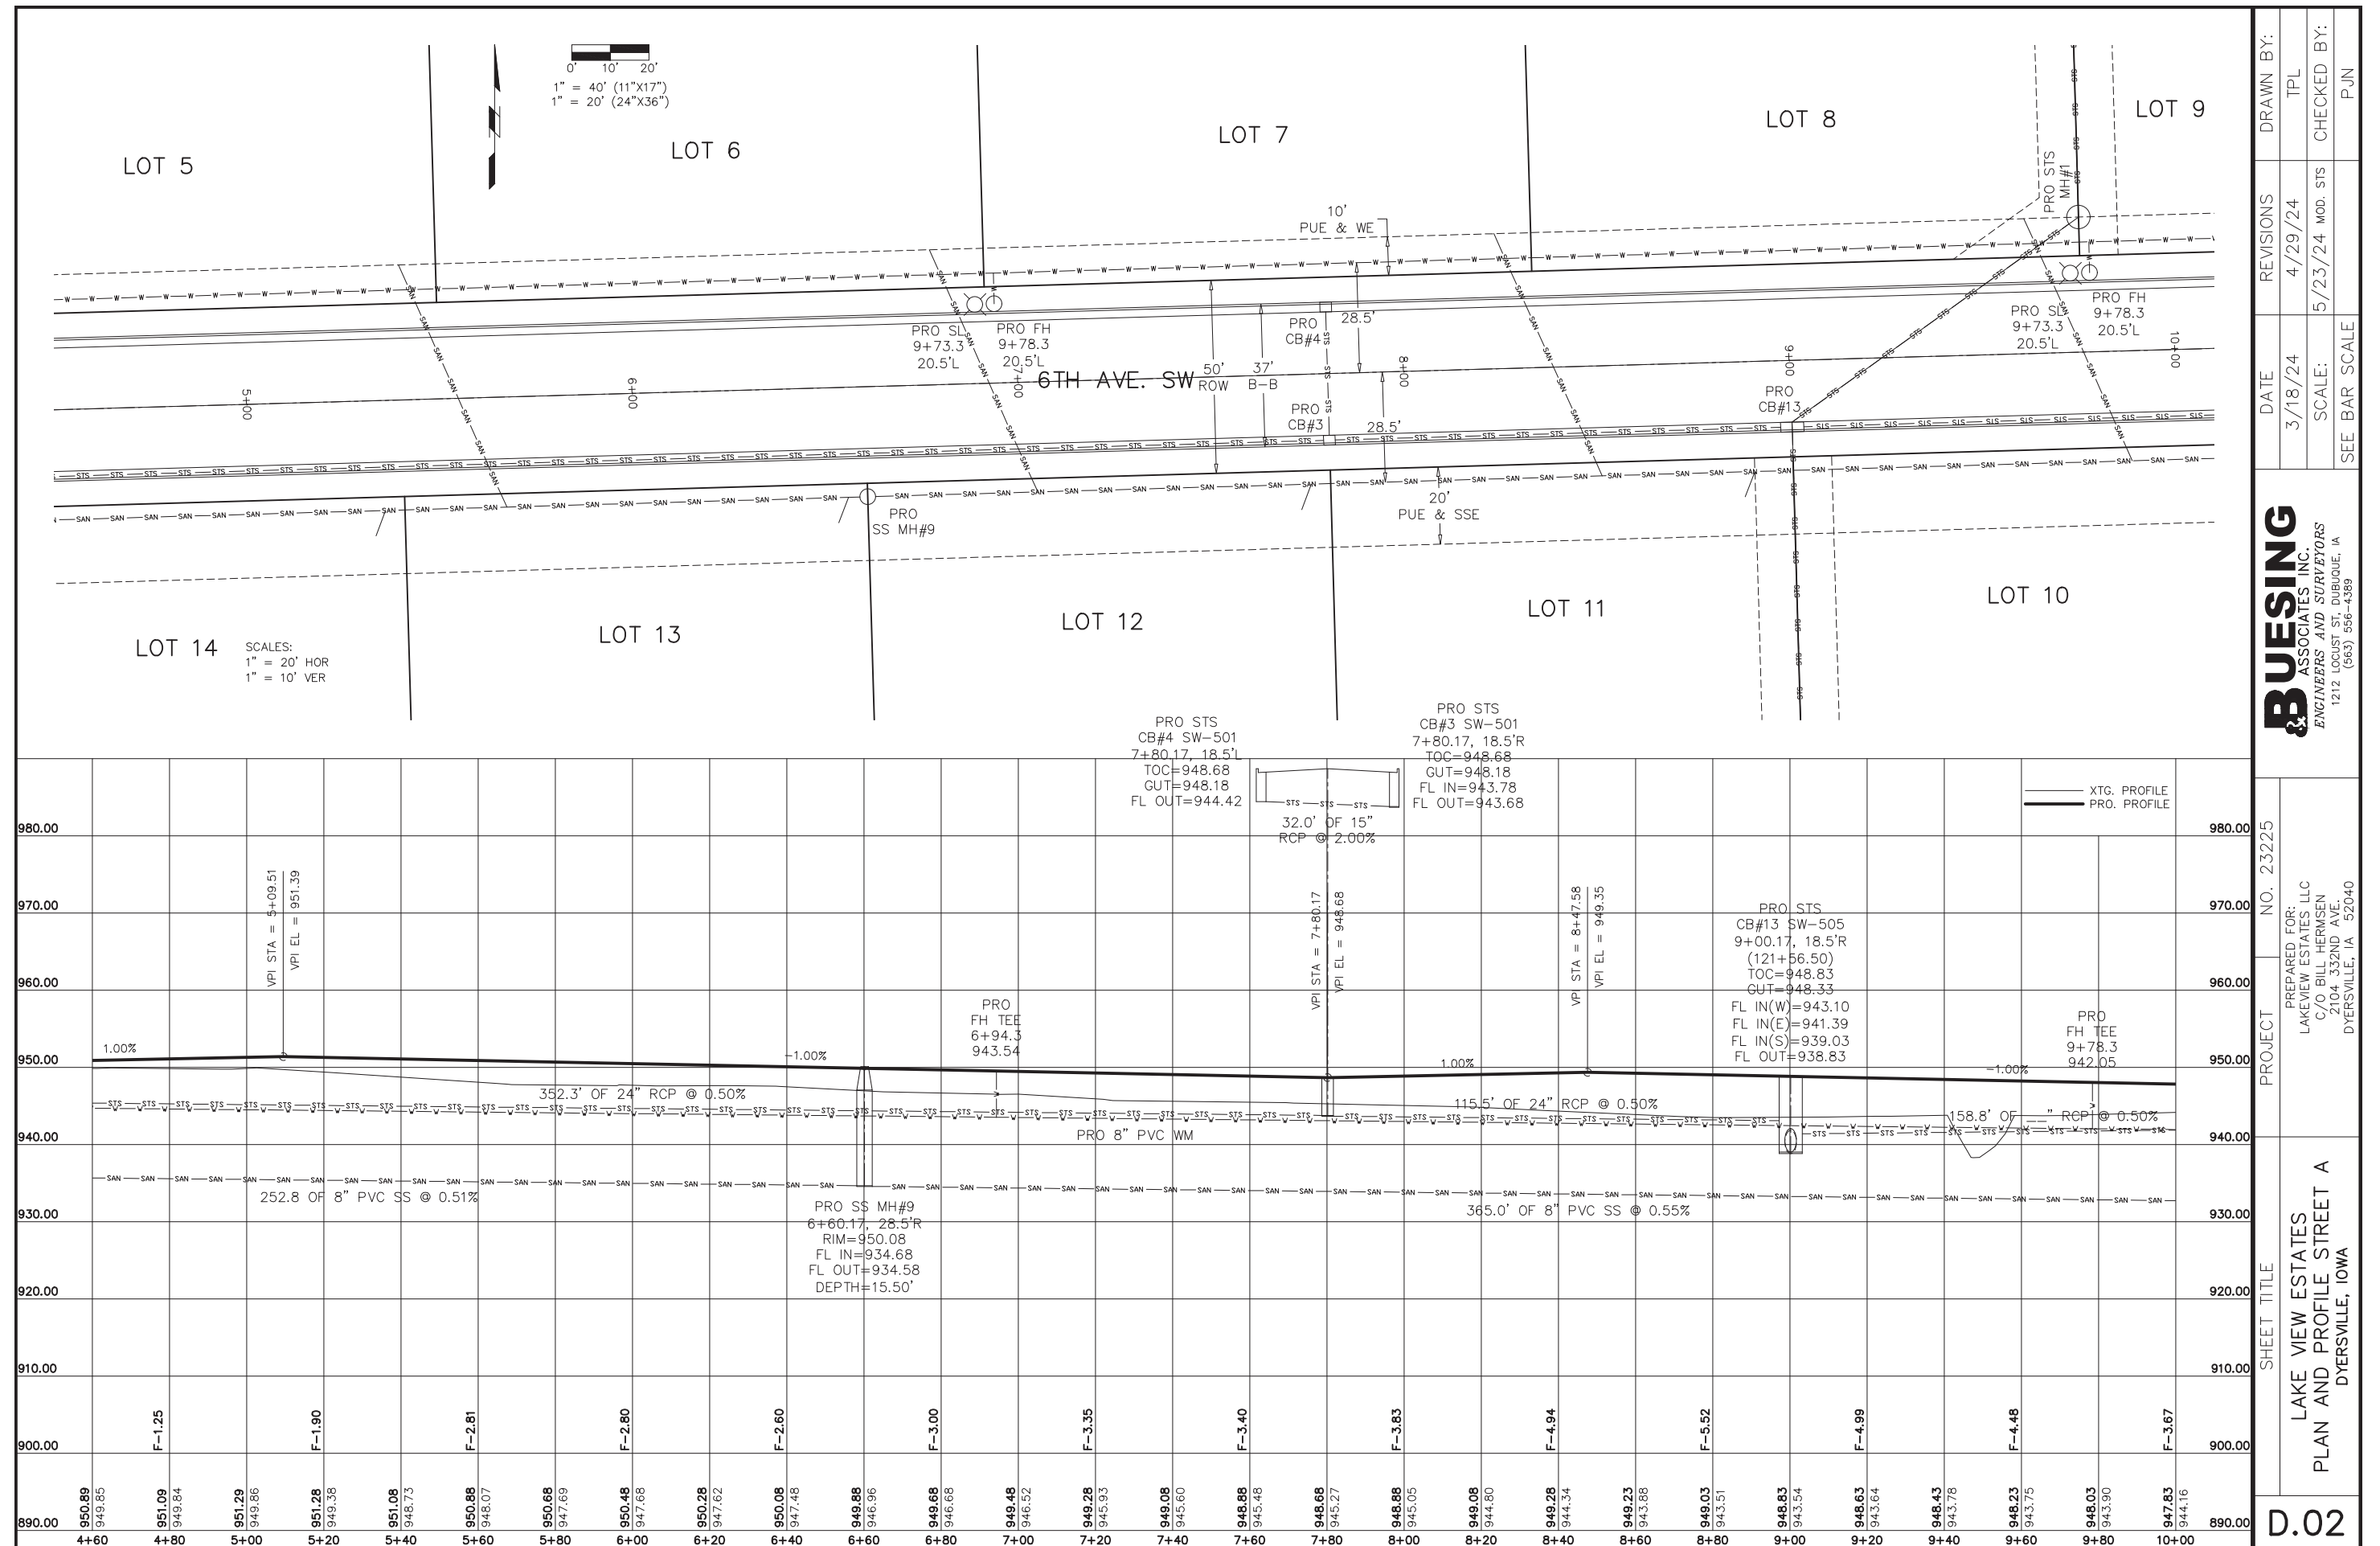 0' 10' 20'
1" = 40' (11"X17")
1" = 20' (24"X36")
N
LOT 5
LOT 6
LOT 7
LOT 8
LOT 9
PRO STS
MH#1
10'
PUE & WE
PRO SL
9+73.3
20.5'L
PRO FH
9+78.3
20.5'L
PRO
CB#4
28.5'
PRO SL
9+73.3
20.5'L
PRO FH
9+78.3
20.5'L
5+00
6+00
7+00
6TH AVE. SW
50'
ROW
37'
B-B
8+00
9+00
10+00
PRO
CB#3
28.5'
PRO
CB#13
PRO
SS MH#9
20'
PUE & SSE
LOT 14
LOT 13
LOT 12
LOT 11
LOT 10
SCALES:
1" = 20' HOR
1" = 10' VER
PRO STS
CB#4 SW-501
7+80.17, 18.5'L
TOC=948.68
GUT=948.18
FL OUT=944.42
STS STS STS
32.0' OF 15"
RCP @ 2.00%
PRO STS
CB#3 SW-501
7+80.17, 18.5'R
TOC=948.68
GUT=948.18
FL IN=943.78
FL OUT=943.68
XTG. PROFILE
PRO. PROFILE
980.00 980.00
970.00 970.00
960.00 960.00
950.00 950.00
940.00 940.00
930.00 930.00
920.00 920.00
910.00 910.00
900.00 900.00
890.00 890.00
VPI STA = 5+09.51
VPI EL = 951.39
VPI STA = 7+80.17
VPI EL = 948.68
VPI STA = 8+47.58
VPI EL = 949.35
PRO STS
CB#13 SW-505
9+00.17, 18.5'R
(121+56.50)
TOC=948.83
GUT=948.33
FL IN(W)=943.10
FL IN(E)=941.39
FL IN(S)=939.03
FL OUT=938.83
PRO
FH TEE
6+94.3
943.54
PRO
FH TEE
9+78.3
942.05
1.00%
-1.00%
1.00%
-1.00%
352.3' OF 24" RCP @ 0.50%
115.5' OF 24" RCP @ 0.50%
158.8' OF " RCP @ 0.50%
PRO 8" PVC WM
252.8 OF 8" PVC SS @ 0.51%
365.0' OF 8" PVC SS @ 0.55%
PRO SS MH#9
6+60.17, 28.5'R
RIM=950.08
FL IN=934.68
FL OUT=934.58
DEPTH=15.50'
F-1.25 F-1.90 F-2.81 F-2.80 F-2.60 F-3.00 F-3.35 F-3.40 F-3.83 F-4.94 F-5.52 F-4.99 F-4.48 F-3.67
950.89 951.09 951.29 951.28 951.08 950.88 950.68 950.48 950.28 950.08 949.88 949.68 949.48 949.28 949.08 948.88 948.68 948.88 949.08 949.28 949.23 949.03 948.83 948.63 948.43 948.23 948.03 947.83
949.85 949.84 949.86 949.38 948.73 948.07 947.69 947.68 947.62 947.48 946.96 946.68 946.52 945.93 945.60 945.48 945.27 945.05 944.80 944.34 943.88 943.51 943.54 943.64 943.78 943.75 943.90 944.16
4+60 4+80 5+00 5+20 5+40 5+60 5+80 6+00 6+20 6+40 6+60 6+80 7+00 7+20 7+40 7+60 7+80 8+00 8+20 8+40 8+60 8+80 9+00 9+20 9+40 9+60 9+80 10+00
DRAWN BY:
TPL
CHECKED BY:
PJN
REVISIONS
4/29/24
5/23/24 MOD. STS
DATE
3/18/24
SCALE:
SEE BAR SCALE
BUESING
& ASSOCIATES INC.
ENGINEERS AND SURVEYORS
1212 LOCUST ST, DUBUQUE, IA
(563) 556-4389
PROJECT NO. 23225
PREPARED FOR:
LAKEVIEW ESTATES LLC
C/O BILL HERMSEN
2104 332ND AVE.
DYERSVILLE, IA 52040
SHEET TITLE
LAKE VIEW ESTATES
PLAN AND PROFILE STREET A
DYERSVILLE, IOWA
D.02